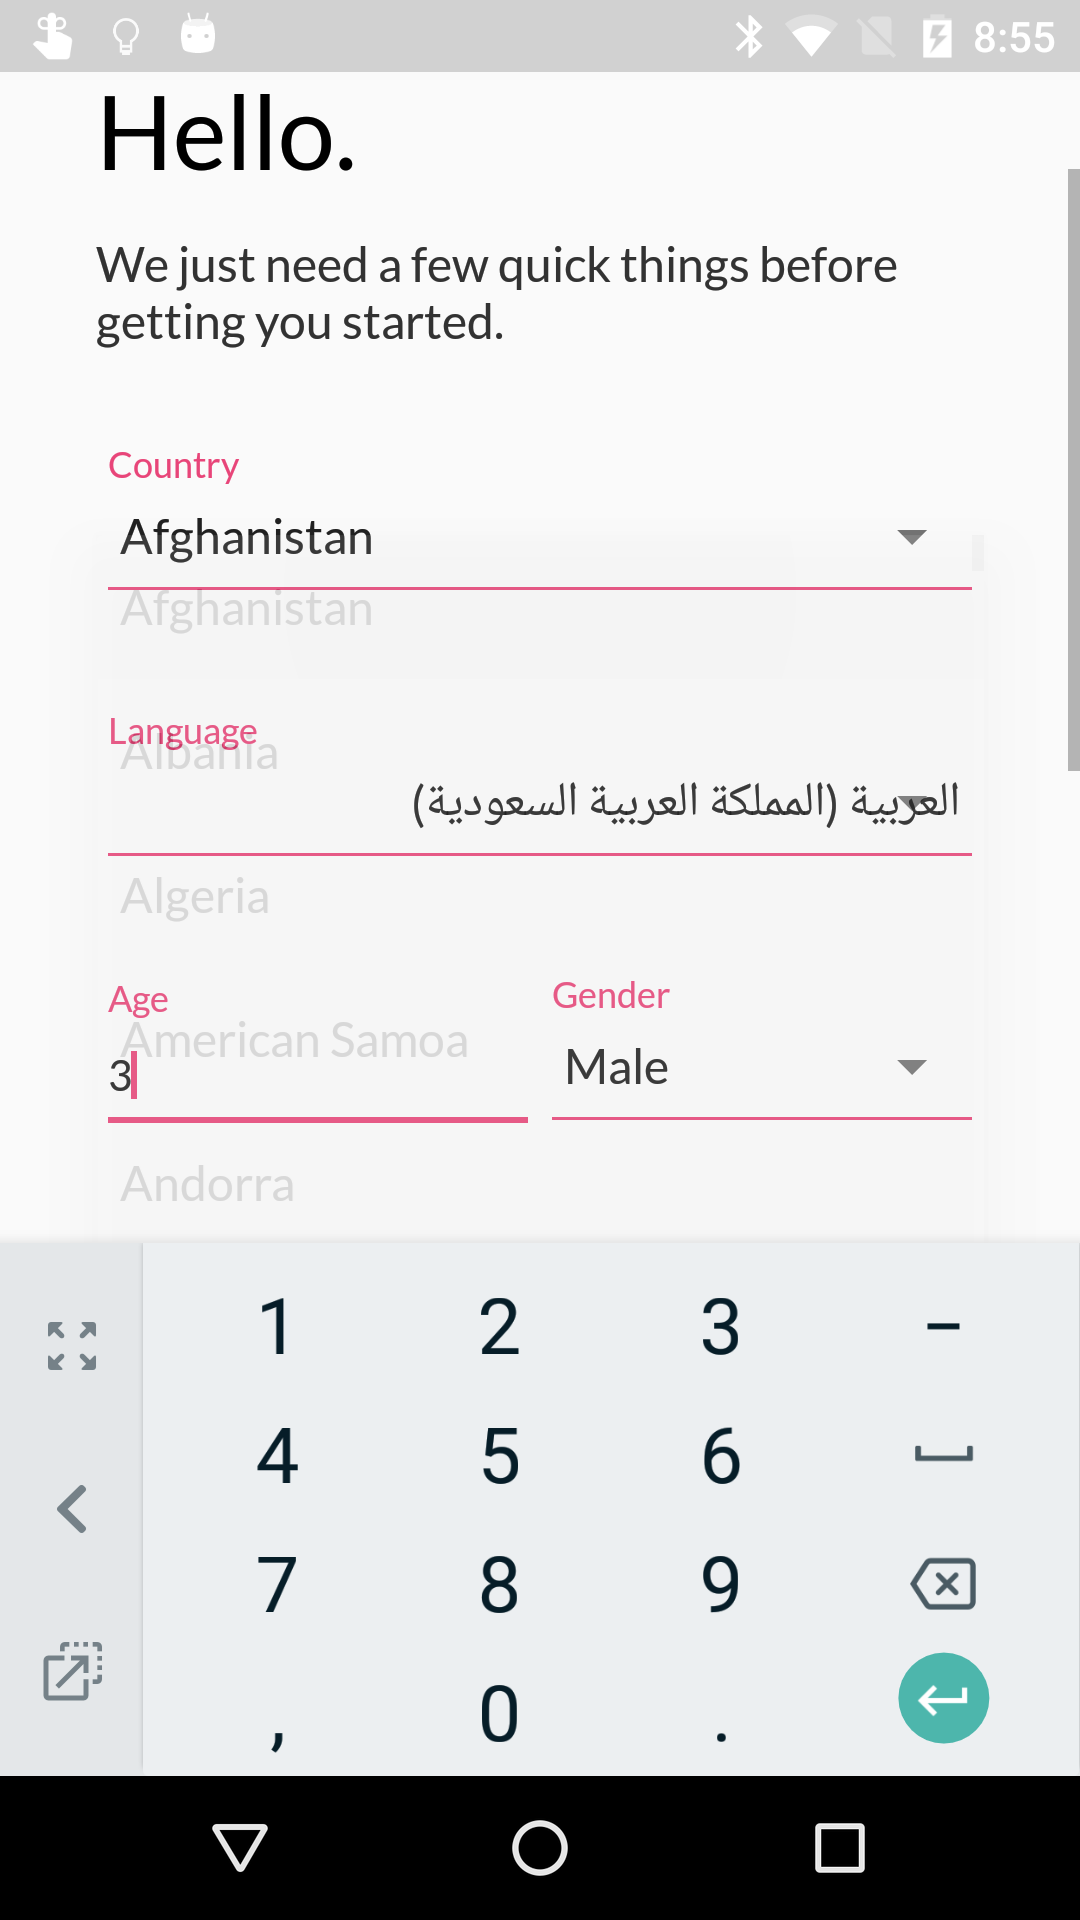 8:55
Hello.
We just need a few quick things before
getting you started.
Country
Afghanistan
Afghanistan
Language
Albania
العربية (المملكة العربية السعودية)
Algeria
Age
Gender
American Samoa
3
Male
Andorra
1 2 3 –
4 5 6
7 8 9
, 0 .